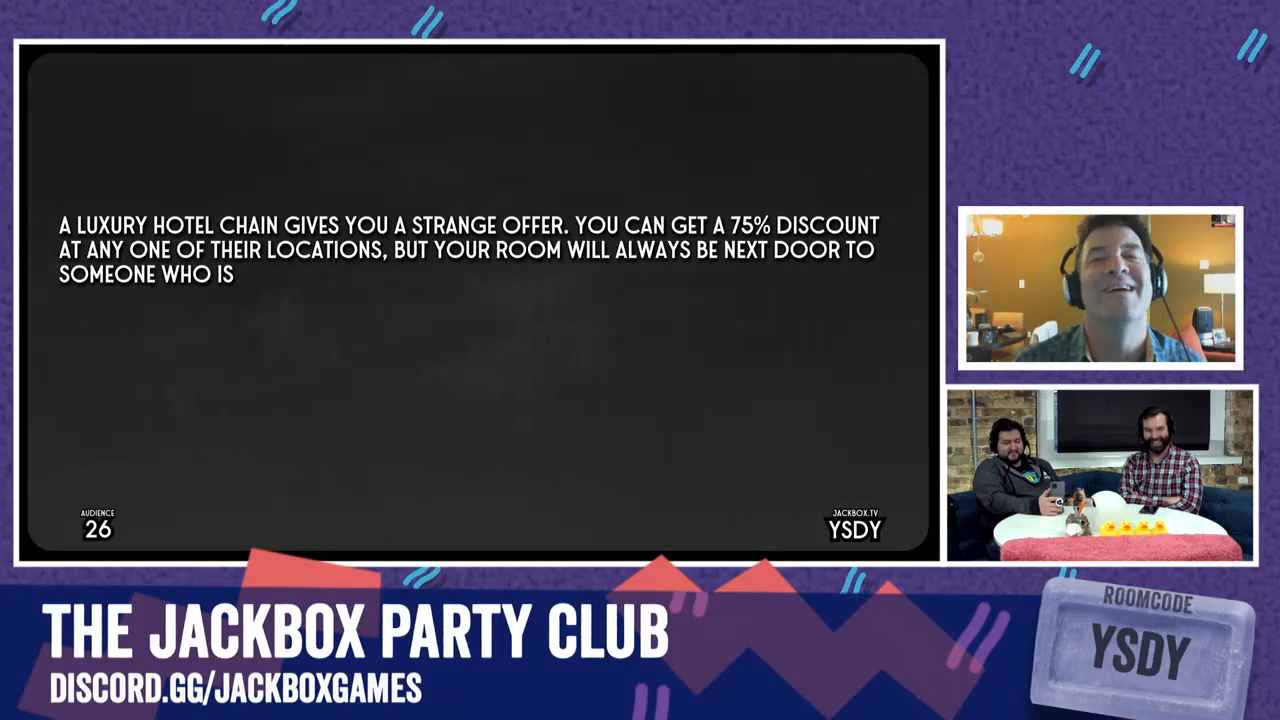 A LUXURY HOTEL CHAIN GIVES YOU A STRANGE OFFER. YOU CAN GET A 75% DISCOUNT
AT ANY ONE OF THEIR LOCATIONS, BUT YOUR ROOM WILL ALWAYS BE NEXT DOOR TO
SOMEONE WHO IS
AUDIENCE
26
JACKBOX.TV
YSDY
THE JACKBOX PARTY CLUB
DISCORD.GG/JACKBOXGAMES
ROOMCODE
YSDY